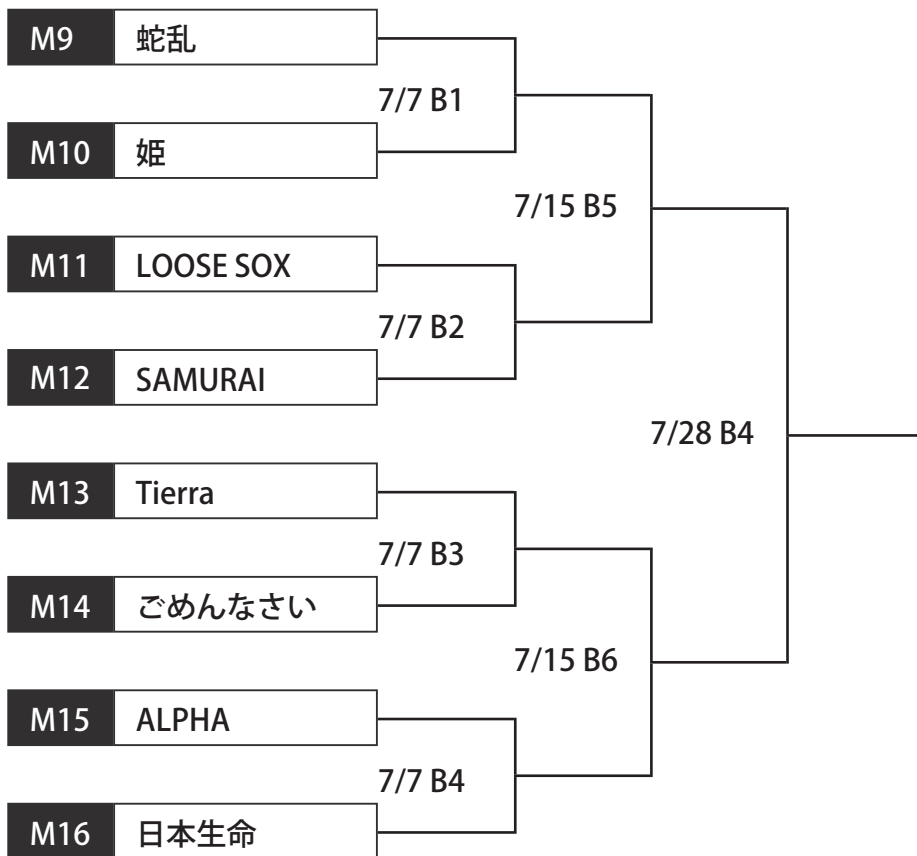 M9 蛇乱
7/7 B1
M10 姫
7/15 B5
M11 LOOSE SOX
7/7 B2
M12 SAMURAI
7/28 B4
M13 Tierra
7/7 B3
M14 ごめんなさい
7/15 B6
M15 ALPHA
7/7 B4
M16 日本生命